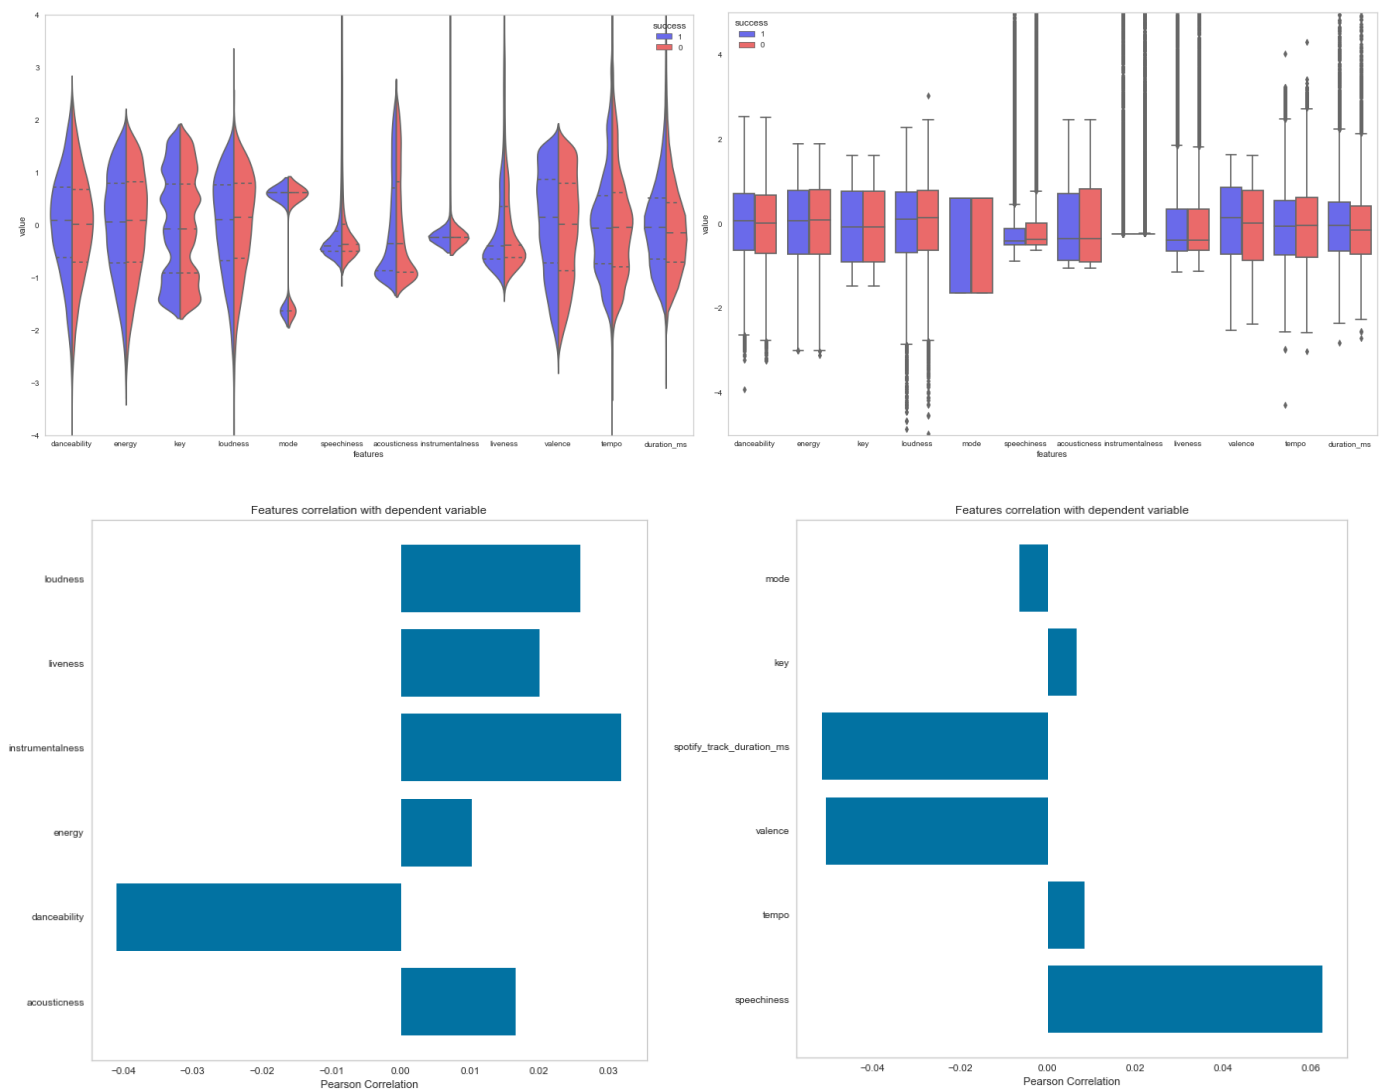 success
1
0
4
3
2
1
0
−1
−2
−3
−4
value
danceability energy key loudness mode speechiness acousticness instrumentalness liveness valence tempo duration_ms
features
success
1
0
4
2
0
−2
−4
value
danceability energy key loudness mode speechiness acousticness instrumentalness liveness valence tempo duration_ms
features
Features correlation with dependent variable
loudness
liveness
instrumentalness
energy
danceability
acousticness
−0.04 −0.03 −0.02 −0.01 0.00 0.01 0.02 0.03
Pearson Correlation
Features correlation with dependent variable
mode
key
spotify_track_duration_ms
valence
tempo
speechiness
−0.04 −0.02 0.00 0.02 0.04 0.06
Pearson Correlation